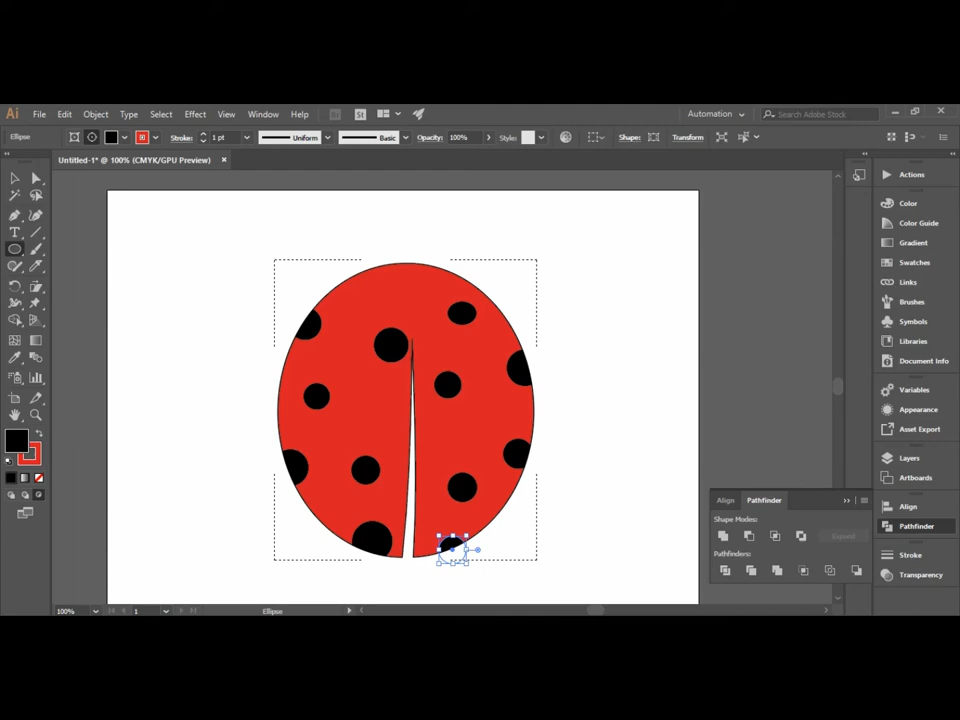 Ai File Edit Object Type Select Effect View Window Help Br St Automation Search Adobe Stock
Ellipse Stroke: 1 pt Uniform Basic Opacity: 100% Style: Shape: Transform
Untitled-1* @ 100% (CMYK/GPU Preview)
Actions
Color
Color Guide
Gradient
Swatches
Links
Brushes
Symbols
Libraries
Document Info
Variables
Appearance
Asset Export
Layers
Artboards
Align Pathfinder
Shape Modes:
Expand
Pathfinders:
Align
Pathfinder
Stroke
Transparency
100% 1 Ellipse